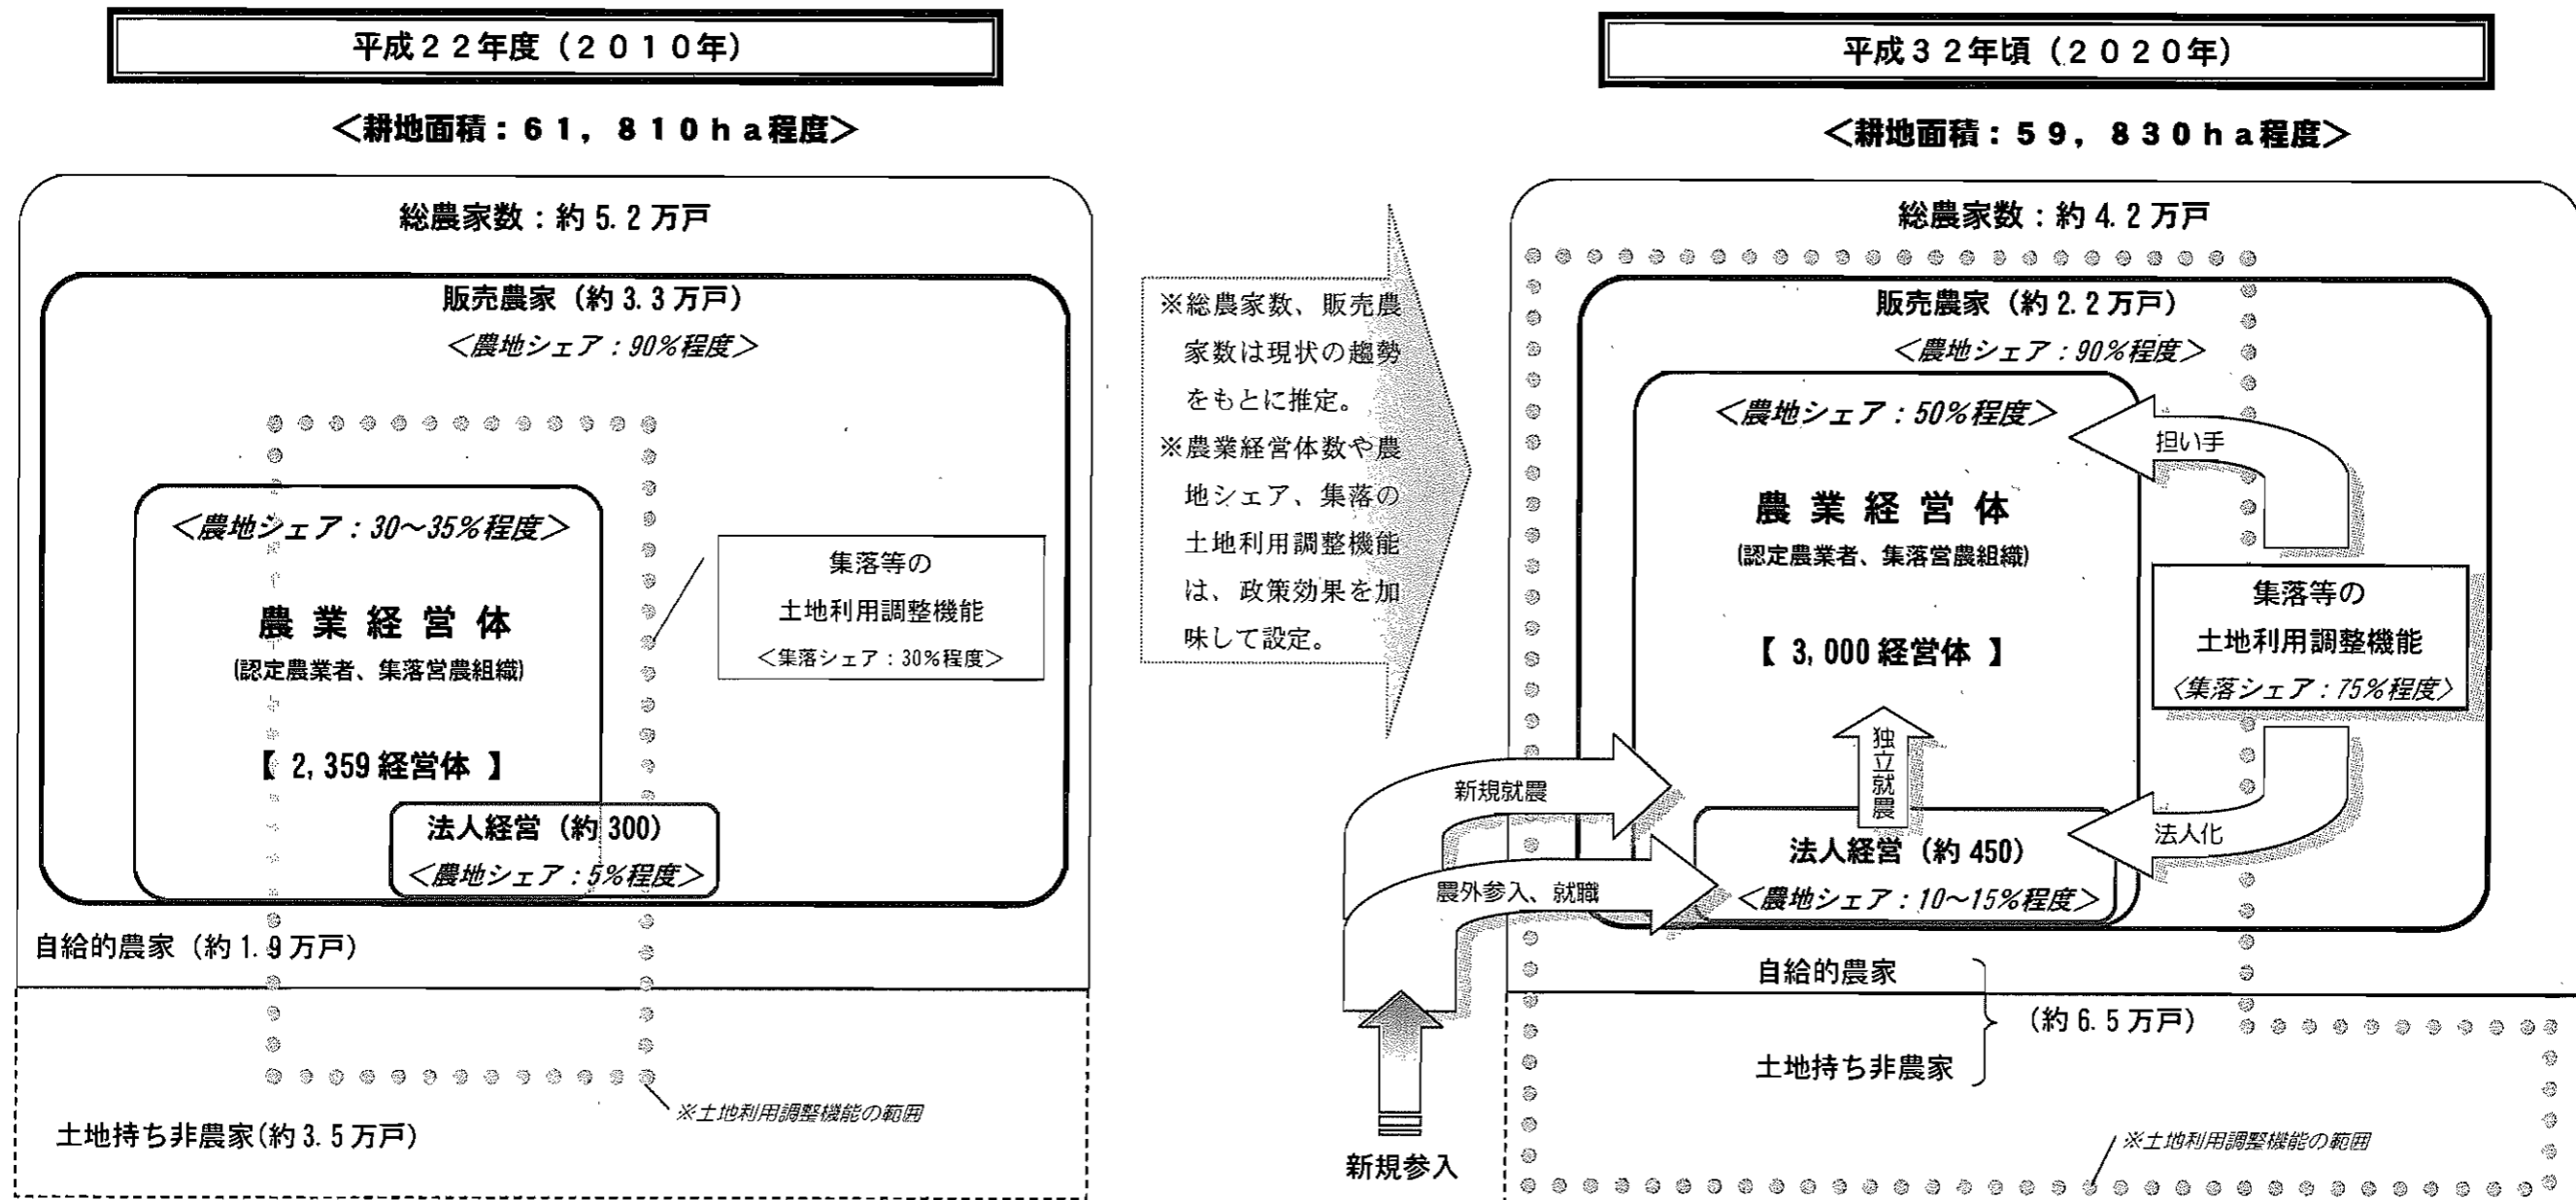 平成２２年度（２０１０年）
＜耕地面積：６１，８１０ｈａ程度＞
総農家数：約5.2万戸
販売農家（約3.3万戸）
＜農地シェア：90%程度＞
＜農地シェア：30～35%程度＞
農業経営体
(認定農業者、集落営農組織)
【 2,359経営体 】
法人経営（約300）
＜農地シェア：5%程度＞
集落等の
土地利用調整機能
＜集落シェア：30%程度＞
自給的農家（約1.9万戸）
土地持ち非農家(約3.5万戸)
※土地利用調整機能の範囲
※総農家数、販売農
家数は現状の趨勢
をもとに推定。
※農業経営体数や農
地シェア、集落の
土地利用調整機能
は、政策効果を加
味して設定。
平成３２年頃（２０２０年）
＜耕地面積：５９，８３０ｈａ程度＞
総農家数：約4.2万戸
販売農家（約2.2万戸）
＜農地シェア：90%程度＞
＜農地シェア：50%程度＞
担い手
農業経営体
(認定農業者、集落営農組織)
【 3,000経営体 】
集落等の
土地利用調整機能
＜集落シェア：75%程度＞
独立就農
新規就農
法人化
法人経営（約450）
＜農地シェア：10～15%程度＞
農外参入、就職
自給的農家
（約6.5万戸）
土地持ち非農家
※土地利用調整機能の範囲
新規参入